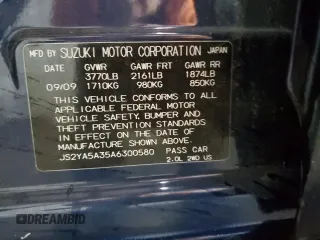 MFD BY SUZUKI MOTOR CORPORATION JAPAN
DATE GVWR GAWR FRT GAWR RR
3770LB 2161LB 1874LB
09/09 1710KG 980KG 850KG
THIS VEHICLE CONFORMS TO ALL
APPLICABLE FEDERAL MOTOR
VEHICLE SAFETY, BUMPER, AND
THEFT PREVENTION STANDARDS
IN EFFECT ON THE DATE OF
MANUFACTURE SHOWN ABOVE.
JS2YA5A35A6300580 PASS CAR
2.0L 2WD US
DREAMBID